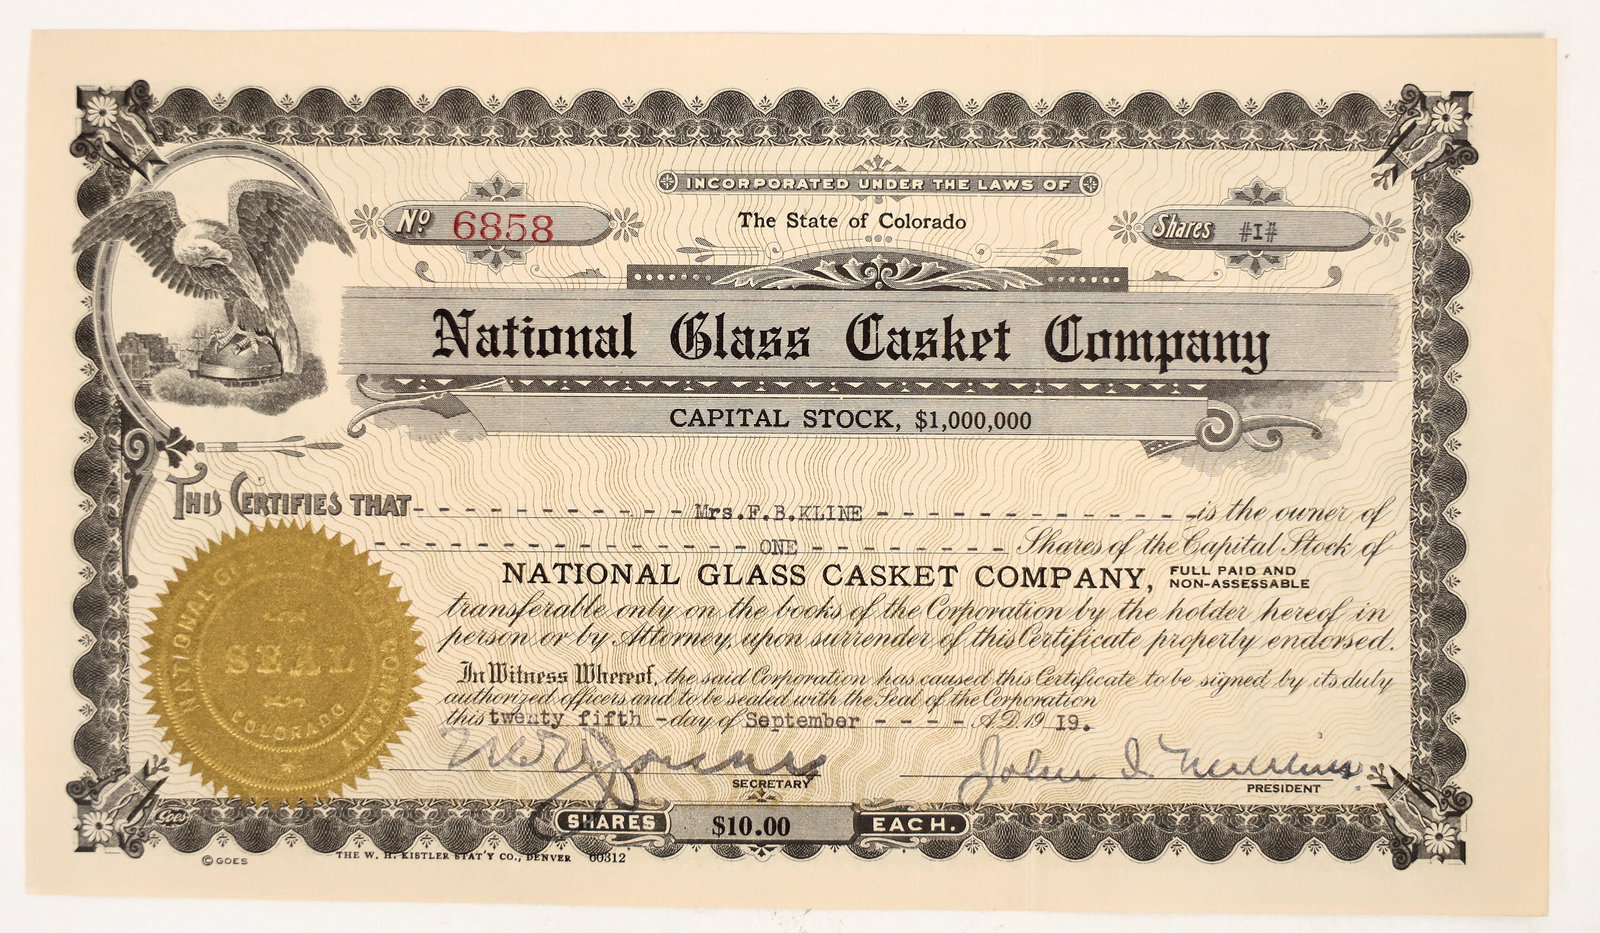 INCORPORATED UNDER THE LAWS OF
The State of Colorado
No 6858
Shares #I#
National Glass Casket Company
CAPITAL STOCK, $1,000,000
THIS CERTIFIES THAT - - - - - - - - - - - Mrs.F.B.KLINE - - - - - - - - - - - - - is the owner of
- - - - - - - - - - - - - - - ONE - - - - - - - - Shares of the Capital Stock of
NATIONAL GLASS CASKET COMPANY, FULL PAID AND
NON-ASSESSABLE
transferable only on the books of the Corporation by the holder hereof in
person or by Attorney, upon surrender of this Certificate properly endorsed.
In Witness Whereof, the said Corporation has caused this Certificate to be signed by its duly
authorized officers and to be sealed with the Seal of the Corporation
this twenty fifth - day of September - - - - A.D. 19 19.
NATIONAL
COMPANY
SEAL
COLORADO
John I
SECRETARY
PRESIDENT
SHARES $10.00 EACH.
Goes
© GOES
THE W. H. KISTLER STAT'Y CO., DENVER 60312